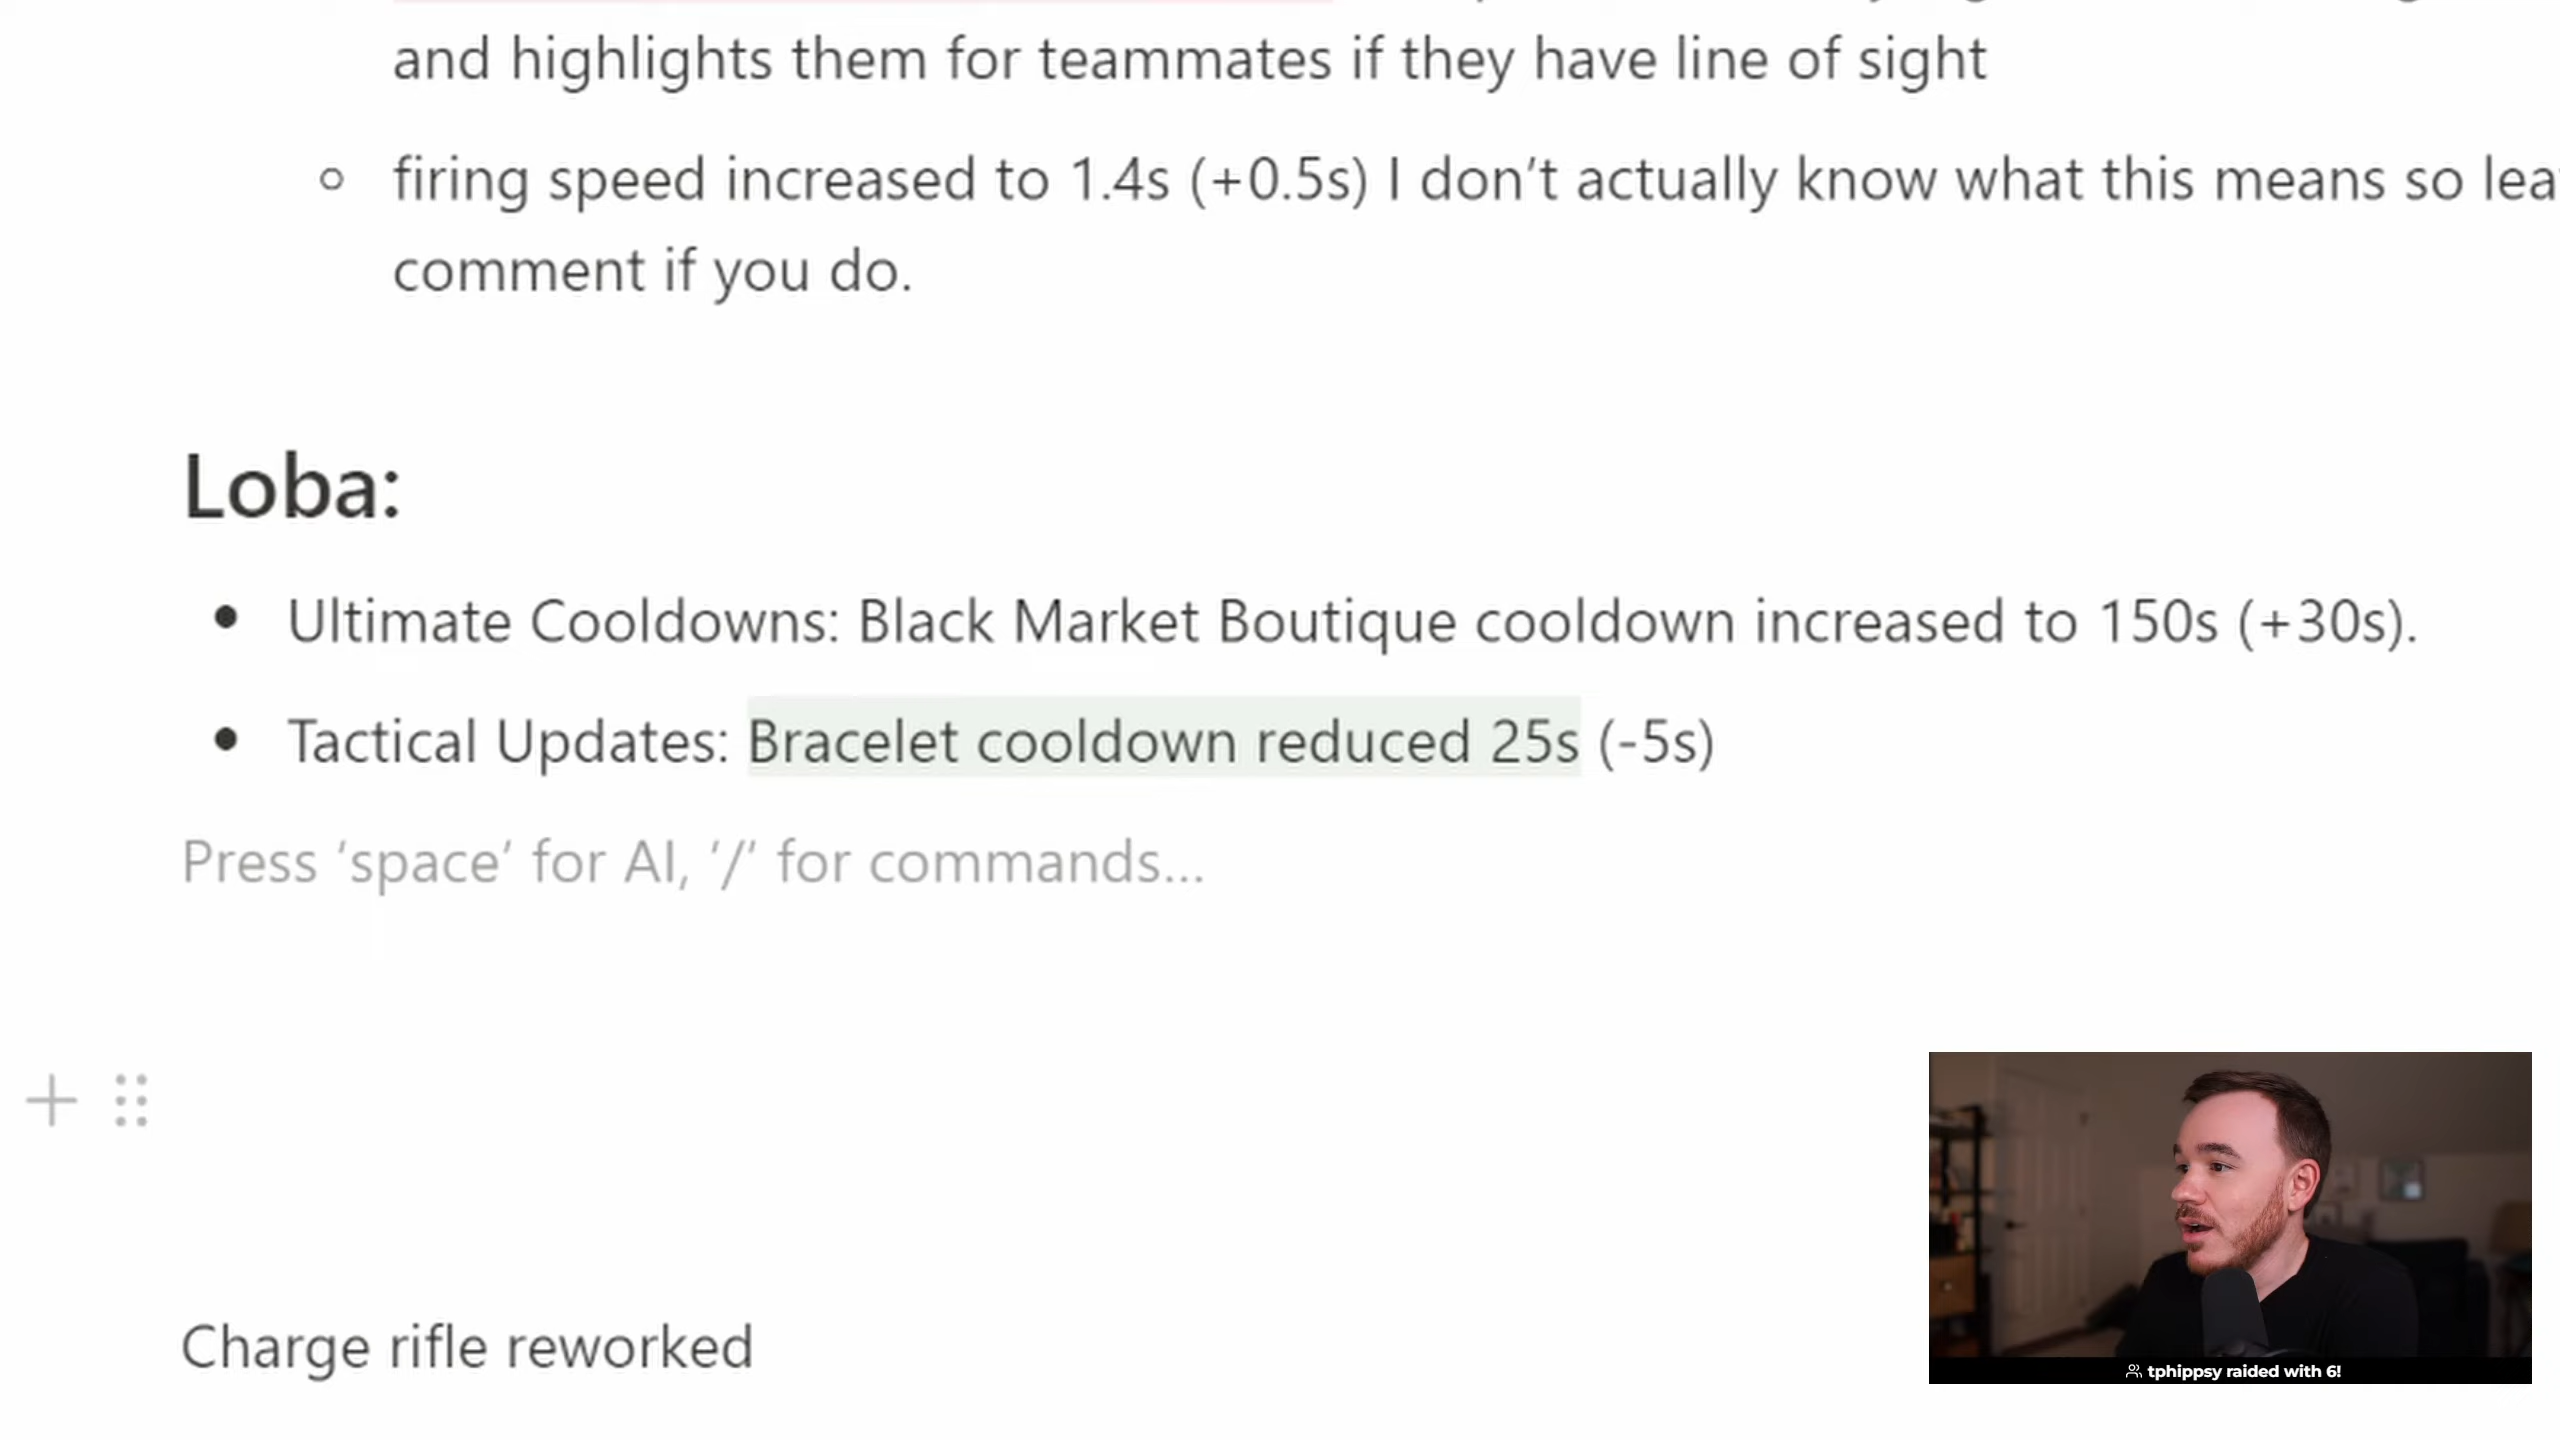 and highlights them for teammates if they have line of sight
firing speed increased to 1.4s (+0.5s) I don't actually know what this means so lea
comment if you do.
Loba:
Ultimate Cooldowns: Black Market Boutique cooldown increased to 150s (+30s).
Tactical Updates: Bracelet cooldown reduced 25s (-5s)
Press 'space' for AI, '/' for commands...
Charge rifle reworked
tphippsy raided with 6!